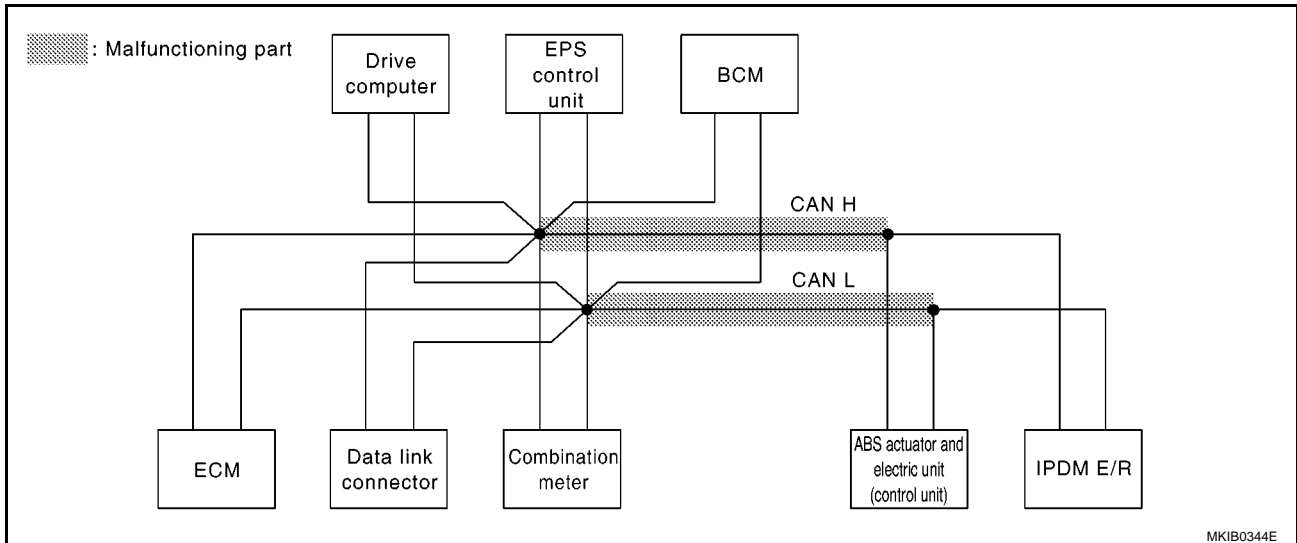 : Malfunctioning part
Drive
computer
EPS
control
unit
BCM
CAN H
CAN L
ECM
Data link
connector
Combination
meter
ABS actuator and
electric unit
(control unit)
IPDM E/R
MKIB0344E